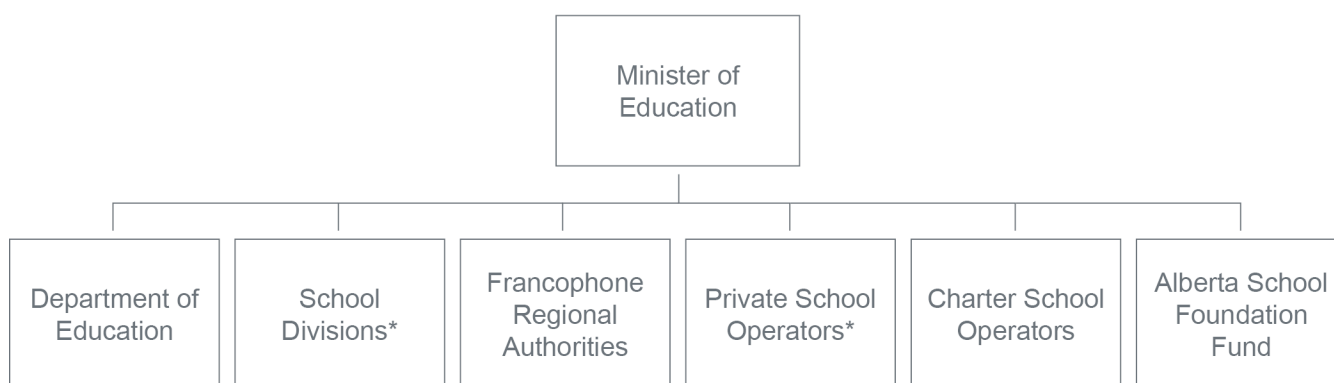 Minister of
Education
Department of
Education
School
Divisions*
Francophone
Regional
Authorities
Private School
Operators*
Charter School
Operators
Alberta School
Foundation
Fund